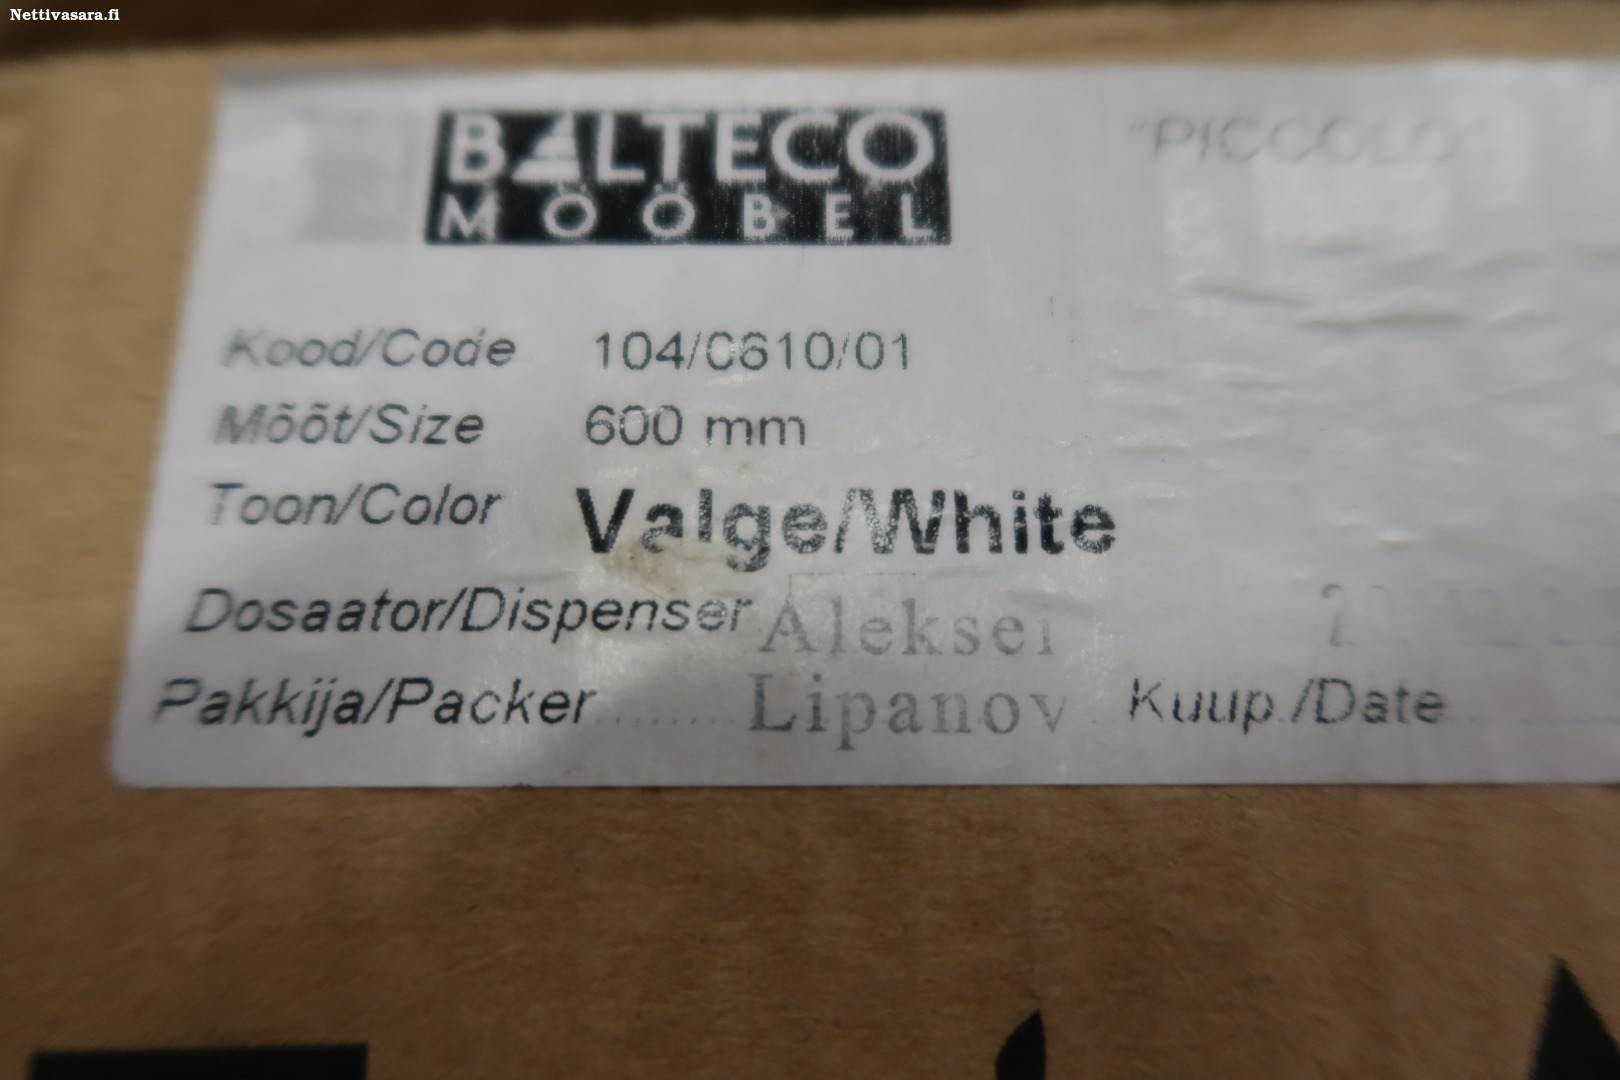 Nettivasara.fi
BALTECO
MÖÖBEL
"PICCOLO"
Kood/Code 104/0610/01
Mõõt/Size 600 mm
Toon/Color Valge/White
Dosaator/Dispenser Aleksei
Pakkija/Packer Lipanov Kuup./Date